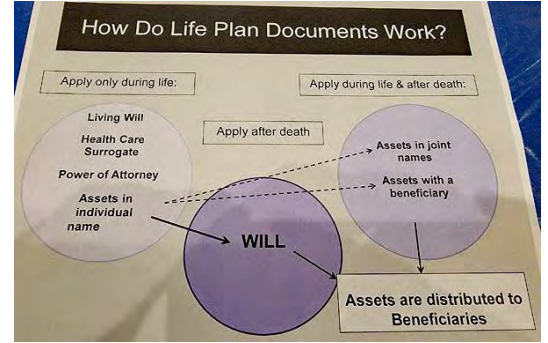 How Do Life Plan Documents Work?
Apply only during life:
Living Will
Health Care
Surrogate
Power of Attorney
Assets in
individual
name
Apply after death
WILL
Apply during life & after death:
Assets in joint
names
Assets with a
beneficiary
Assets are distributed to
Beneficiaries